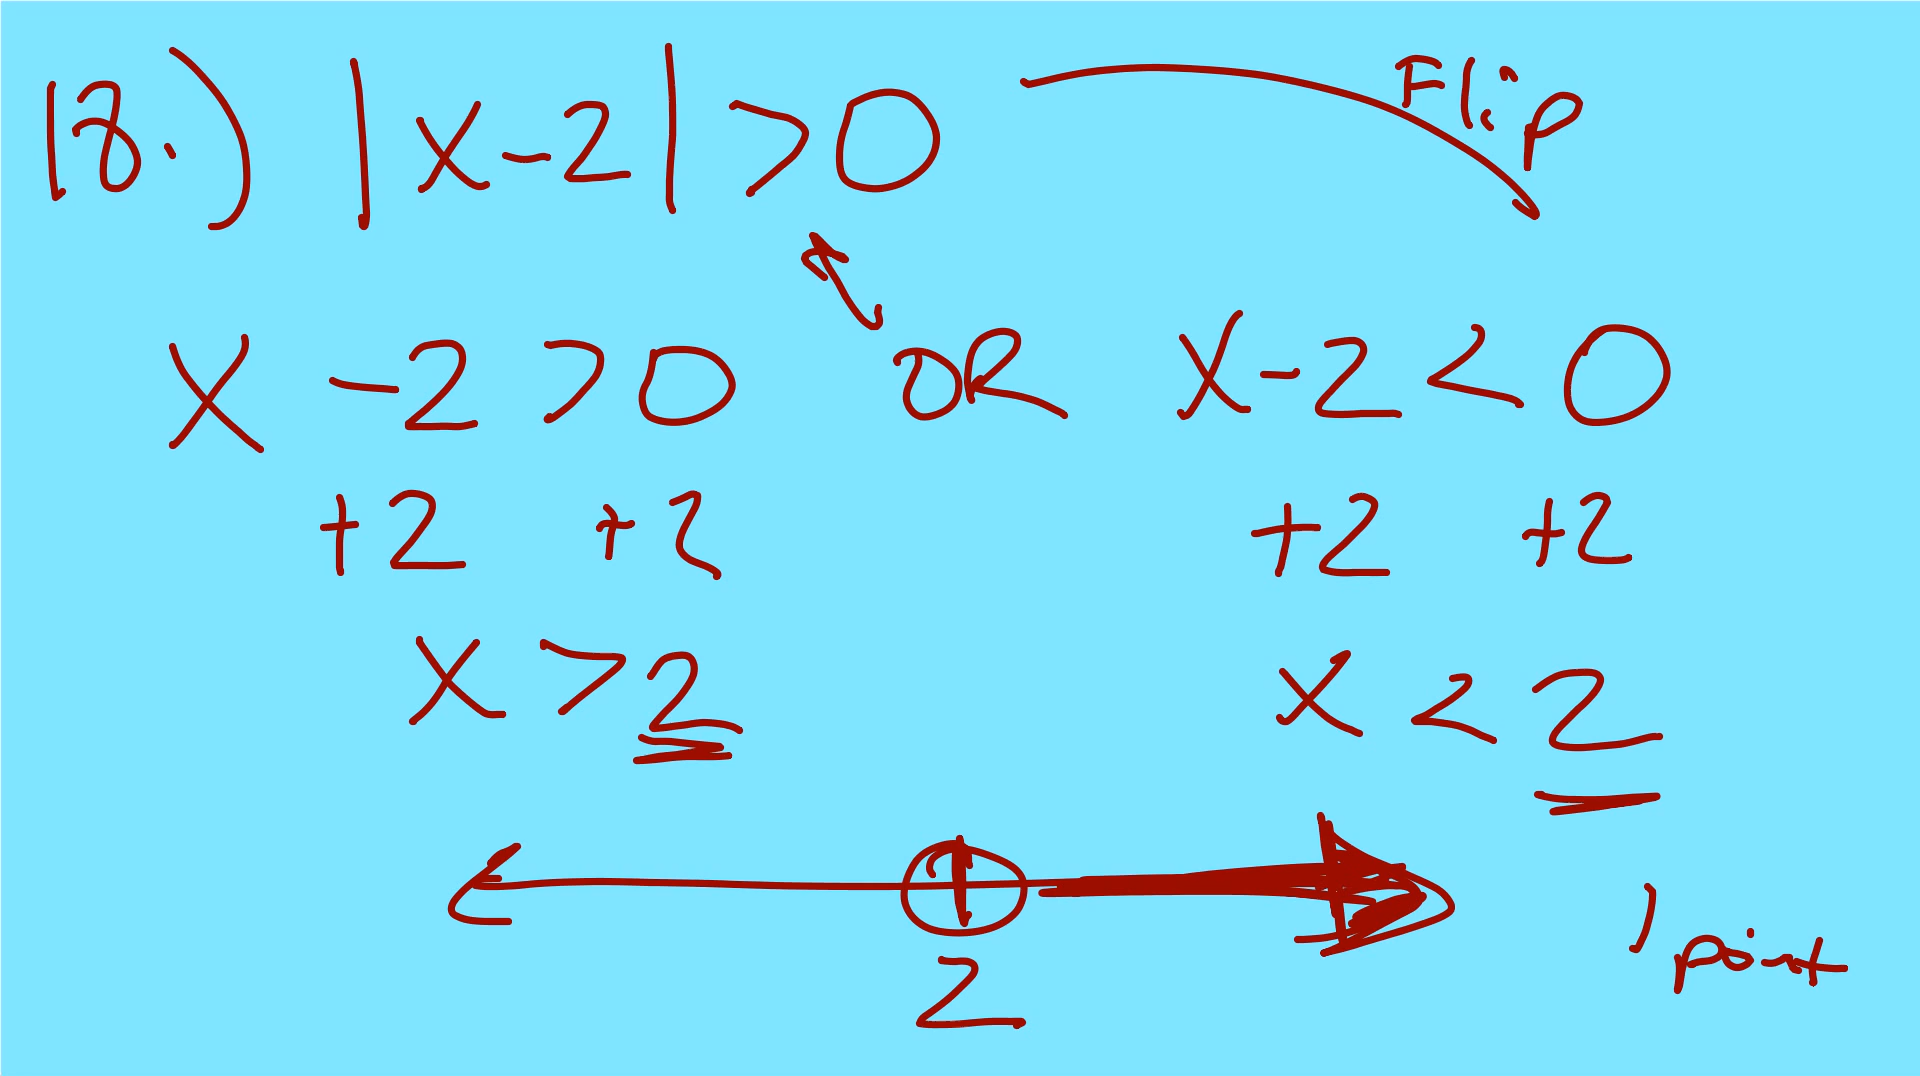 18.) |x-2|>0 Flip
x-2>0 OR x-2<0
+2 +2 +2 +2
x>2 x<2
2
1 point